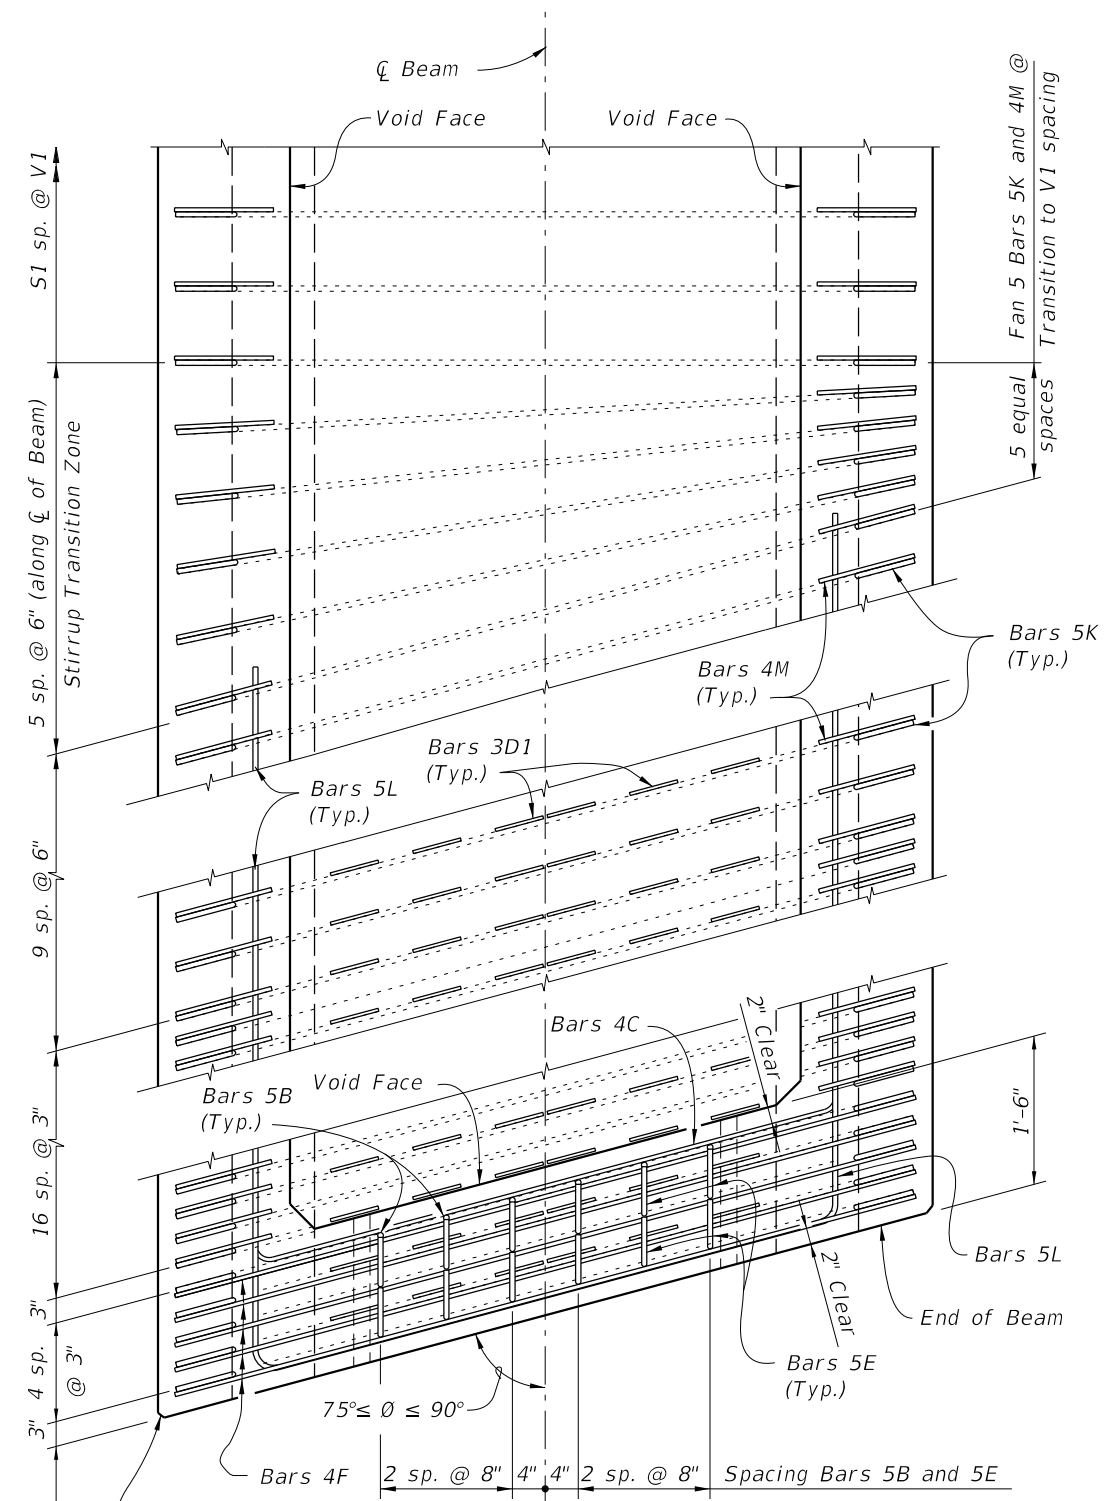 ℄ Beam
Void Face
Void Face
S1 sp. @ V1
Fan 5 Bars 5K and 4M @
Transition to V1 spacing
5 equal
spaces
5 sp. @ 6" (along ℄ of Beam)
Stirrup Transition Zone
Bars 5K
(Typ.)
Bars 4M
(Typ.)
Bars 3D1
(Typ.)
Bars 5L
(Typ.)
9 sp. @ 6"
2" Clear
Bars 4C
Void Face
Bars 5B
(Typ.)
1'-6"
16 sp. @ 3"
Bars 5L
2" Clear
End of Beam
3"
4 sp.
@ 3"
3"
Bars 5E
(Typ.)
75°≤ Ø ≤ 90°
Bars 4F
2 sp. @ 8" 4" 4" 2 sp. @ 8" Spacing Bars 5B and 5E